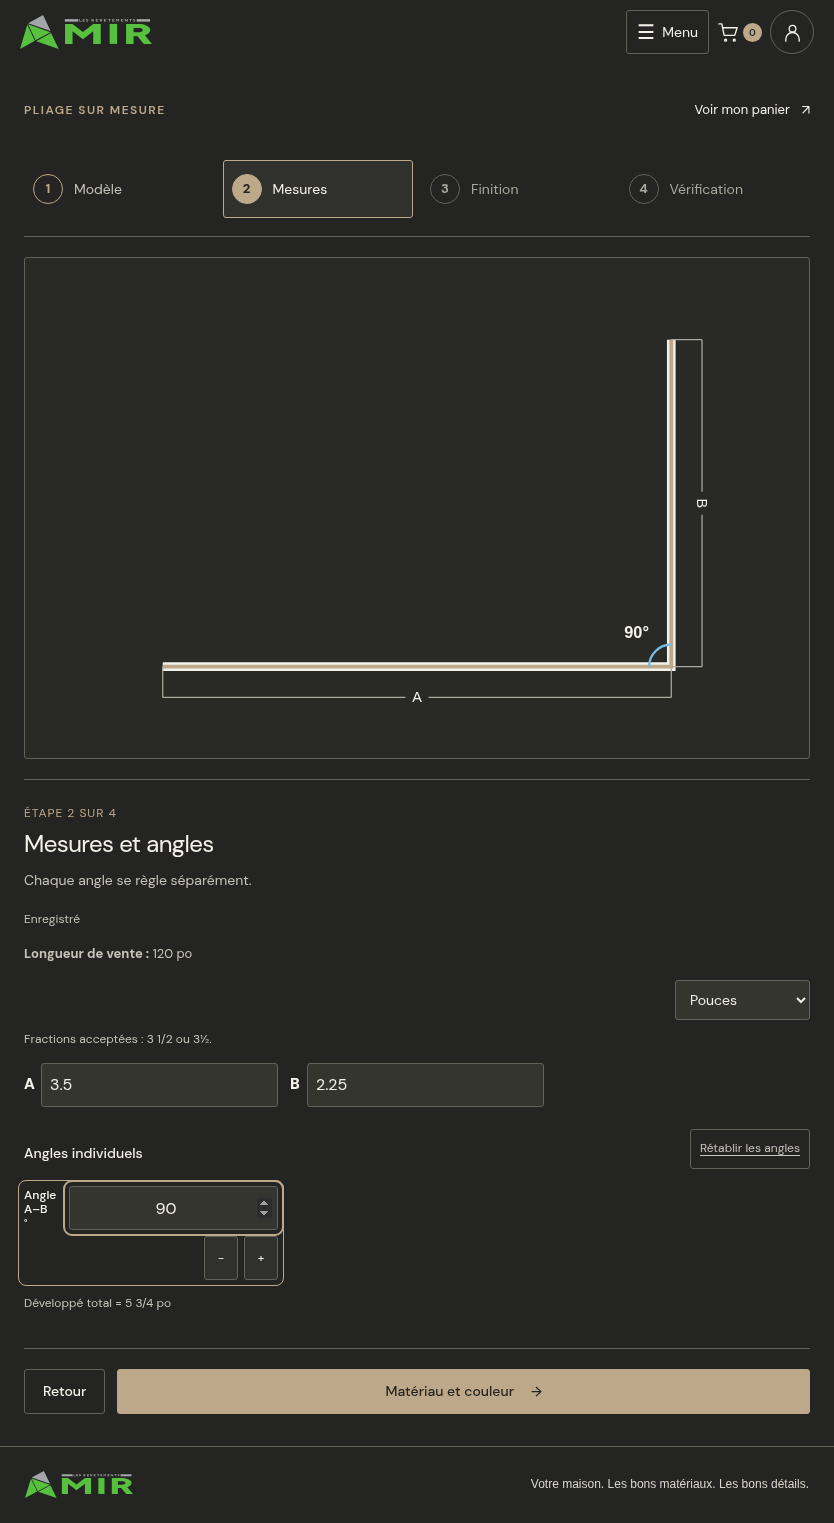 LES REVÊTEMENTS
MIR
Menu
0
PLIAGE SUR MESURE
Voir mon panier
1 Modèle
2 Mesures
3 Finition
4 Vérification
B
90°
A
ÉTAPE 2 SUR 4
Mesures et angles
Chaque angle se règle séparément.
Enregistré
Longueur de vente : 120 po
Pouces
Fractions acceptées : 3 1/2 ou 3½.
A 3.5 B 2.25
Angles individuels
Rétablir les angles
Angle
A–B
°
90
− +
Développé total = 5 3/4 po
Retour
Matériau et couleur →
LES REVÊTEMENTS
MIR
Votre maison. Les bons matériaux. Les bons détails.